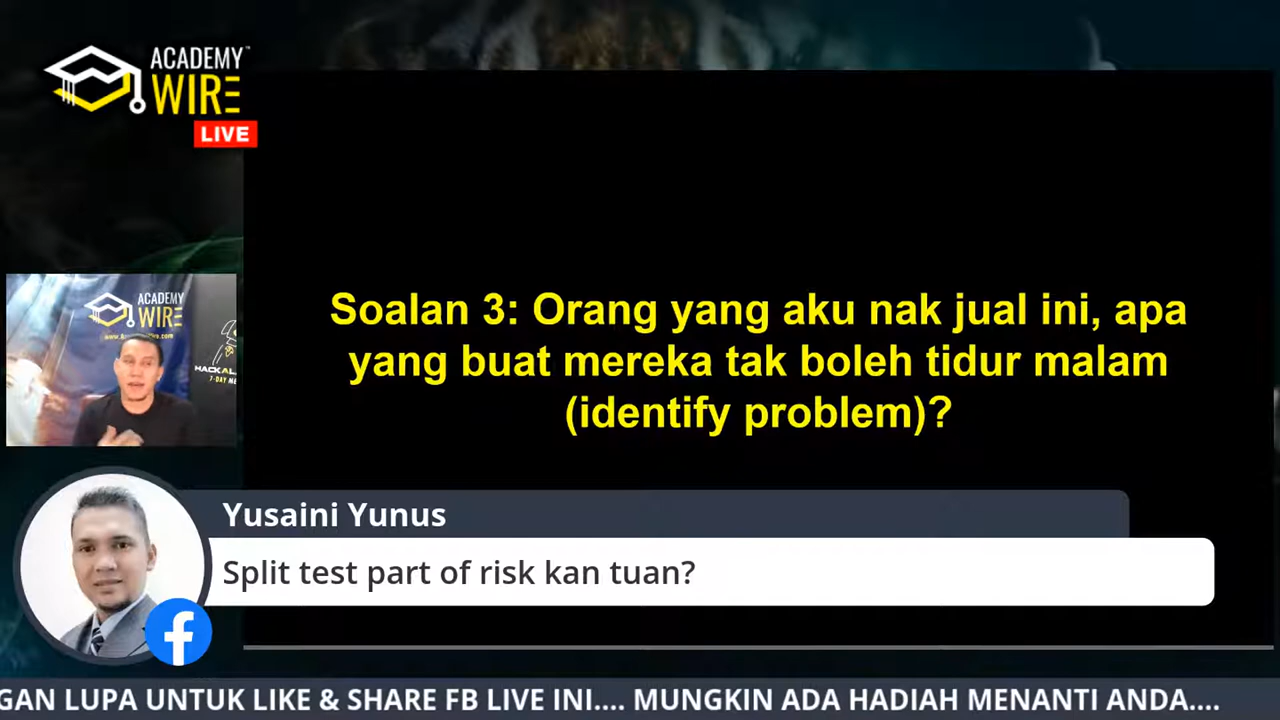 ACADEMY
WIRE
LIVE
Soalan 3: Orang yang aku nak jual ini, apa
yang buat mereka tak boleh tidur malam
(identify problem)?
ACADEMY
WIRE
Yusaini Yunus
Split test part of risk kan tuan?
GAN LUPA UNTUK LIKE & SHARE FB LIVE INI.... MUNGKIN ADA HADIAH MENANTI ANDA....